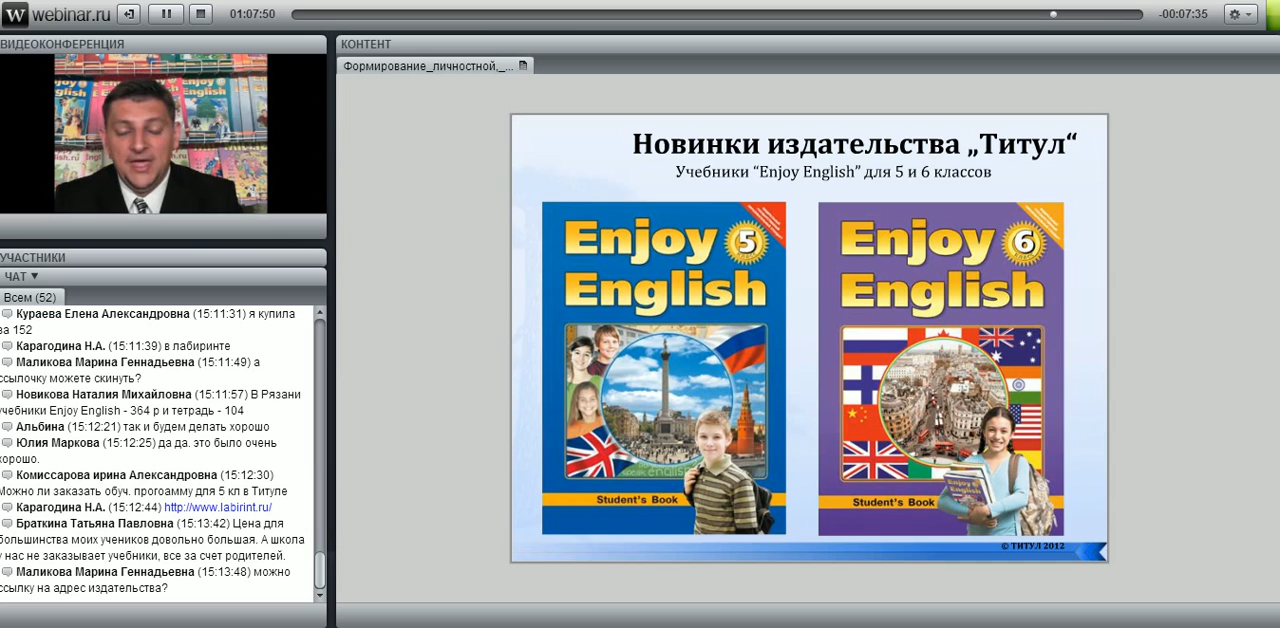 W webinar.ru
01:07:50
-00:07:35
ВИДЕОКОНФЕРЕНЦИЯ
УЧАСТНИКИ
ЧАТ
Всем (52)
Кураева Елена Александровна (15:11:31) я купила
за 152
Карагодина Н.А. (15:11:39) в лабиринте
Маликова Марина Геннадьевна (15:11:49) а
ссылочку можете скинуть?
Новикова Наталия Михайловна (15:11:57) В Рязани
учебники Enjoy English - 364 р и тетрадь - 104
Альбина (15:12:21) так и будем делать хорошо
Юлия Маркова (15:12:25) да да. это было очень
хорошо.
Комиссарова ирина Александровна (15:12:30)
Можно ли заказать обуч. прогоамму для 5 кл в Титуле
Карагодина Н.А. (15:12:44) http://www.labirint.ru/
Браткина Татьяна Павловна (15:13:42) Цена для
большинства моих учеников довольно большая. А школа
у нас не заказывает учебники, все за счет родителей.
Маликова Марина Геннадьевна (15:13:48) можно
ссылку на адрес издательства?
КОНТЕНТ
Формирование_личностной,_...
Новинки издательства „Титул“
Учебники “Enjoy English” для 5 и 6 классов
Enjoy 5
English
Student's Book
Enjoy 6
English
Student's Book
© ТИТУЛ 2012